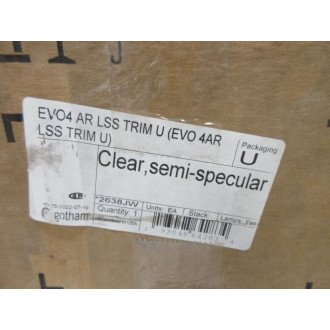 EVO4 AR LSS TRIM U (EVO 4AR
LSS TRIM U)
Packaging
U
Clear,semi-specular
*2638JW
Quantity: 1
Units: EA
Stack
gotham